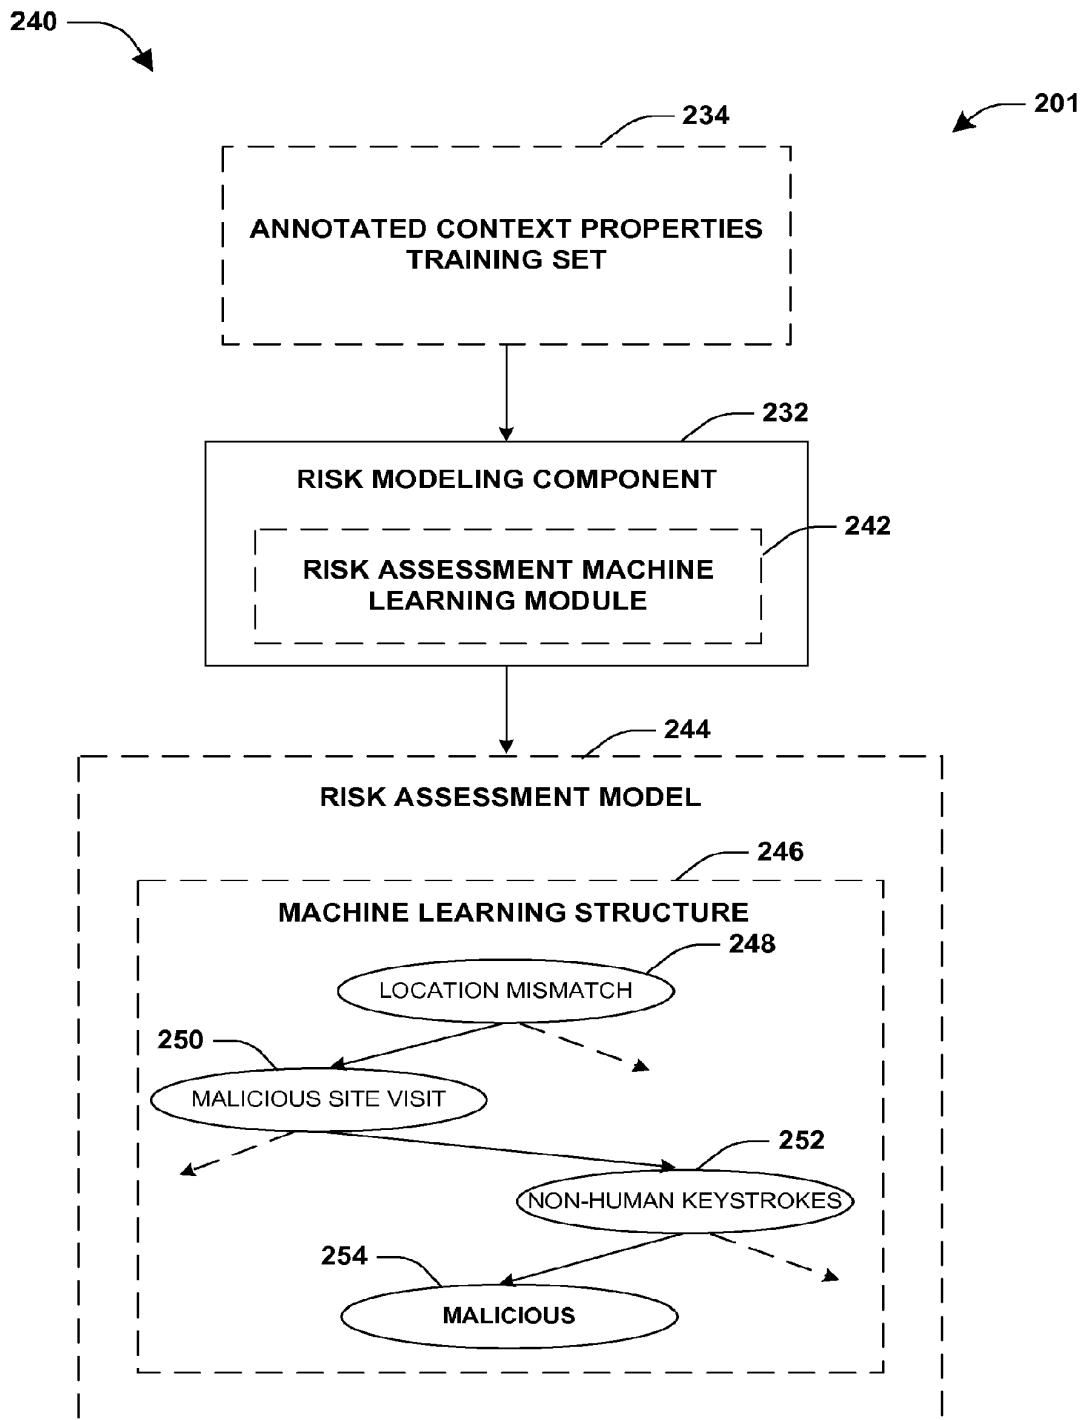 240
201
234
ANNOTATED CONTEXT PROPERTIES
TRAINING SET
232
RISK MODELING COMPONENT
242
RISK ASSESSMENT MACHINE
LEARNING MODULE
244
RISK ASSESSMENT MODEL
246
MACHINE LEARNING STRUCTURE
248
LOCATION MISMATCH
250
MALICIOUS SITE VISIT
252
NON-HUMAN KEYSTROKES
254
MALICIOUS